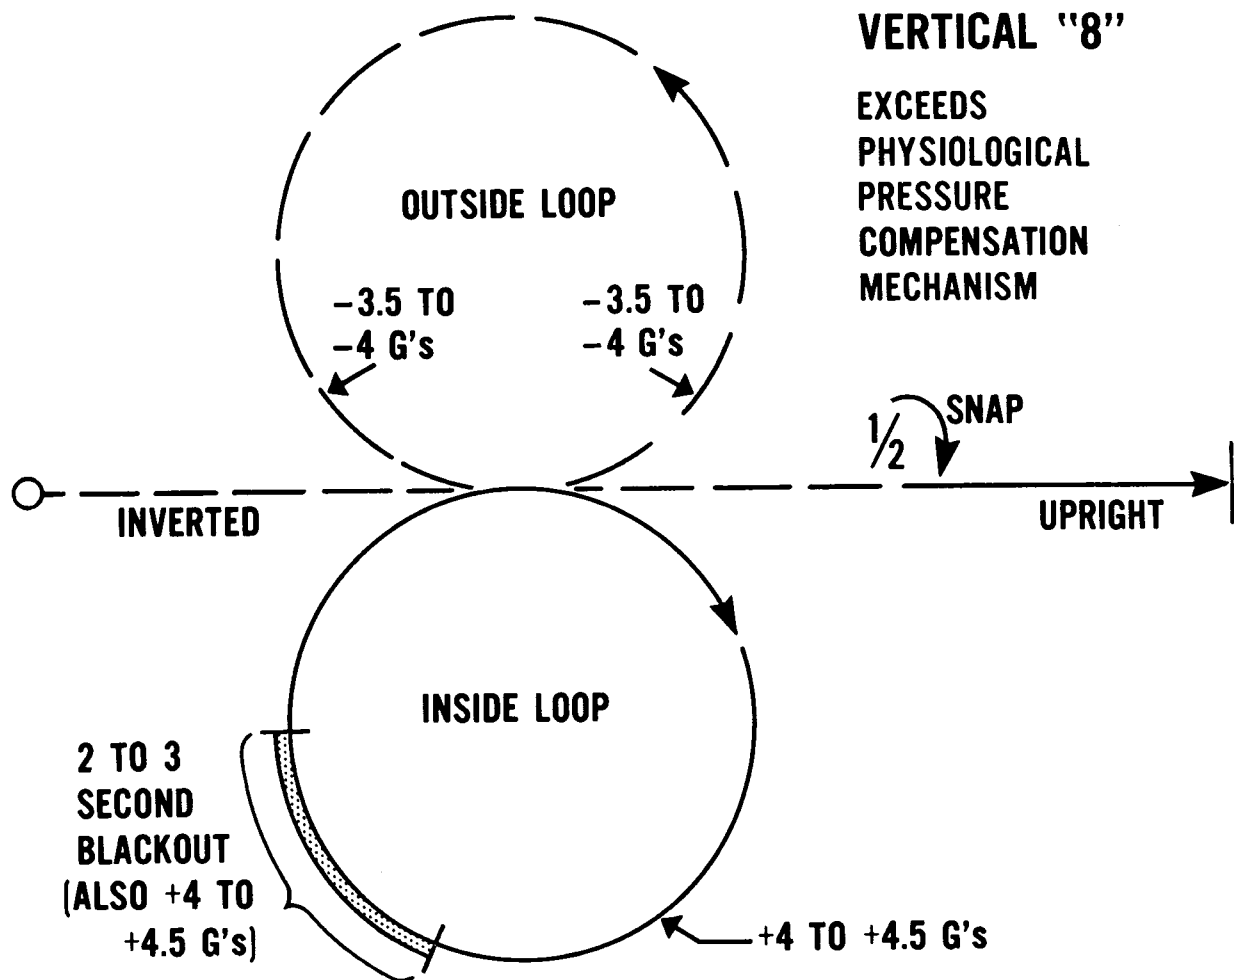 VERTICAL "8"
EXCEEDS
PHYSIOLOGICAL
PRESSURE
COMPENSATION
MECHANISM
OUTSIDE LOOP
−3.5 TO
−4 G's
−3.5 TO
−4 G's
1/2 SNAP
INVERTED
UPRIGHT
INSIDE LOOP
2 TO 3
SECOND
BLACKOUT
(ALSO +4 TO
+4.5 G's)
+4 TO +4.5 G's